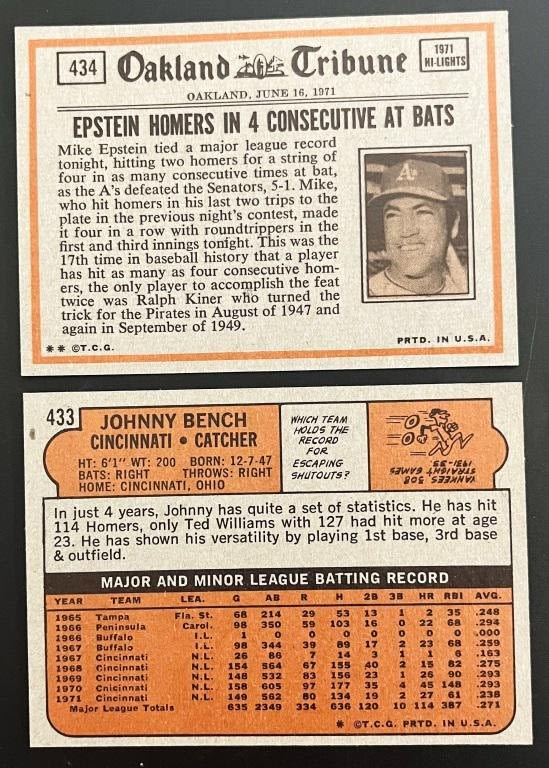 434
Oakland Tribune
1971
HI-LIGHTS
OAKLAND, JUNE 16, 1971
EPSTEIN HOMERS IN 4 CONSECUTIVE AT BATS
Mike Epstein tied a major league record
tonight, hitting two homers for a string of
four in as many consecutive times at bat,
as the A's defeated the Senators, 5-1. Mike,
who hit homers in his last two trips to the
plate in the previous night's contest, made
it four in a row with roundtrippers in the
first and third innings tonight. This was the
17th time in baseball history that a player
has hit as many as four consecutive hom-
ers, the only player to accomplish the feat
twice was Ralph Kiner who turned the
trick for the Pirates in August of 1947 and
again in September of 1949.
A's
** ©T.C.G.
PRTD. IN U.S.A.
433
JOHNNY BENCH
CINCINNATI • CATCHER
HT: 6'1" WT: 200 BORN: 12-7-47
BATS: RIGHT THROWS: RIGHT
HOME: CINCINNATI, OHIO
WHICH TEAM
HOLDS THE
RECORD
FOR
ESCAPING
SHUTOUTS?
YANKEES 308
STRAIGHT GAMES
1931-33
In just 4 years, Johnny has quite a set of statistics. He has hit
114 Homers, only Ted Williams with 127 had hit more at age
23. He has shown his versatility by playing 1st base, 3rd base
& outfield.
MAJOR AND MINOR LEAGUE BATTING RECORD
YEAR TEAM LEA. G AB R H 2B 3B HR RBI AVG.
1965 Tampa Fla. St. 68 214 29 53 13 1 2 35 .248
1966 Peninsula Carol. 98 350 59 103 16 0 22 68 .294
1966 Buffalo I.L. 1 0 0 0 0 0 0 0 .000
1967 Buffalo I.L. 98 344 39 89 17 2 23 68 .259
1967 Cincinnati N.L. 26 86 7 14 3 1 1 6 .163
1968 Cincinnati N.L. 154 564 67 155 40 2 15 82 .275
1969 Cincinnati N.L. 148 532 83 156 23 1 26 90 .293
1970 Cincinnati N.L. 158 605 97 177 35 4 45 148 .293
1971 Cincinnati N.L. 149 562 80 134 19 2 27 61 .238
Major League Totals 635 2349 334 636 120 10 114 387 .271
* ©T.C.G. PRTD. IN U.S.A.